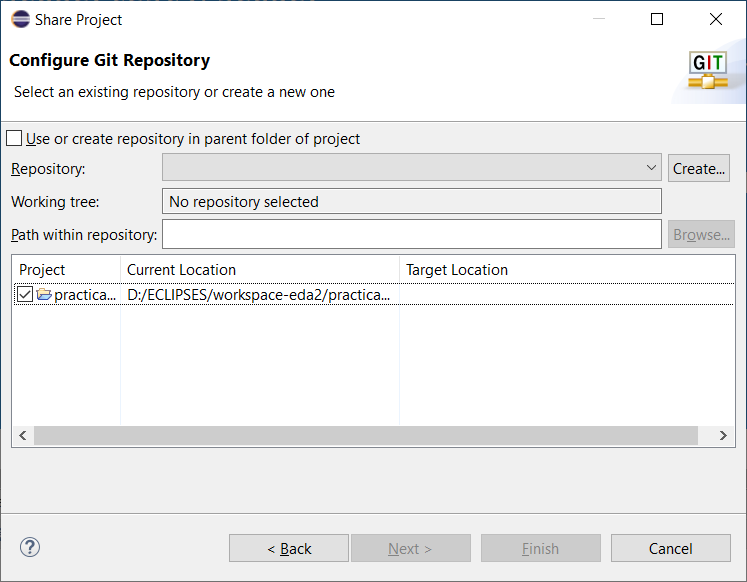 Share Project
Configure Git Repository
Select an existing repository or create a new one
GIT
Use or create repository in parent folder of project
Repository: Create...
Working tree: No repository selected
Path within repository: Browse...
Project Current Location Target Location
practica... D:/ECLIPSES/workspace-eda2/practica...
? < Back Next > Finish Cancel